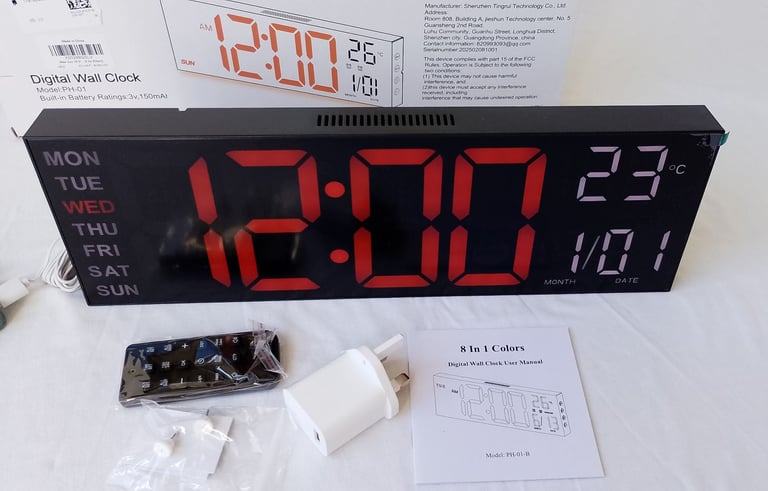 Manufacturer: Shenzhen Tingrui Technology Co., Ltd.
Address:
Room 808, Building A, jieshun Technology center, No. 5
Guansheng 2nd Road,
Luhu Community, Guanhu Street, Longhua District,
Shenzhen city, Guangdong Province, china
Contact information: 820993093@qq.com
Serialnumber:202502081001
This device complies with part 15 of the FCC
Rules. Operation is Subject to the following
two conditions:
(1) This device may not cause harmful
interference, and
(2)this device must accept any interference
received, including
interference that may cause undesired operation
AM
12:00
26°C
SUN
1/01
Digital Wall Clock
Model:PH-01
Built-in Battery Ratings:3v,150mAl
MON
TUE
WED
THU
FRI
SAT
SUN
12:00
23°C
1/01
MONTH DATE
8 In 1 Colors
Digital Wall Clock User Manual
TUE
AM
12:00
26°C
Model: PH-01-B